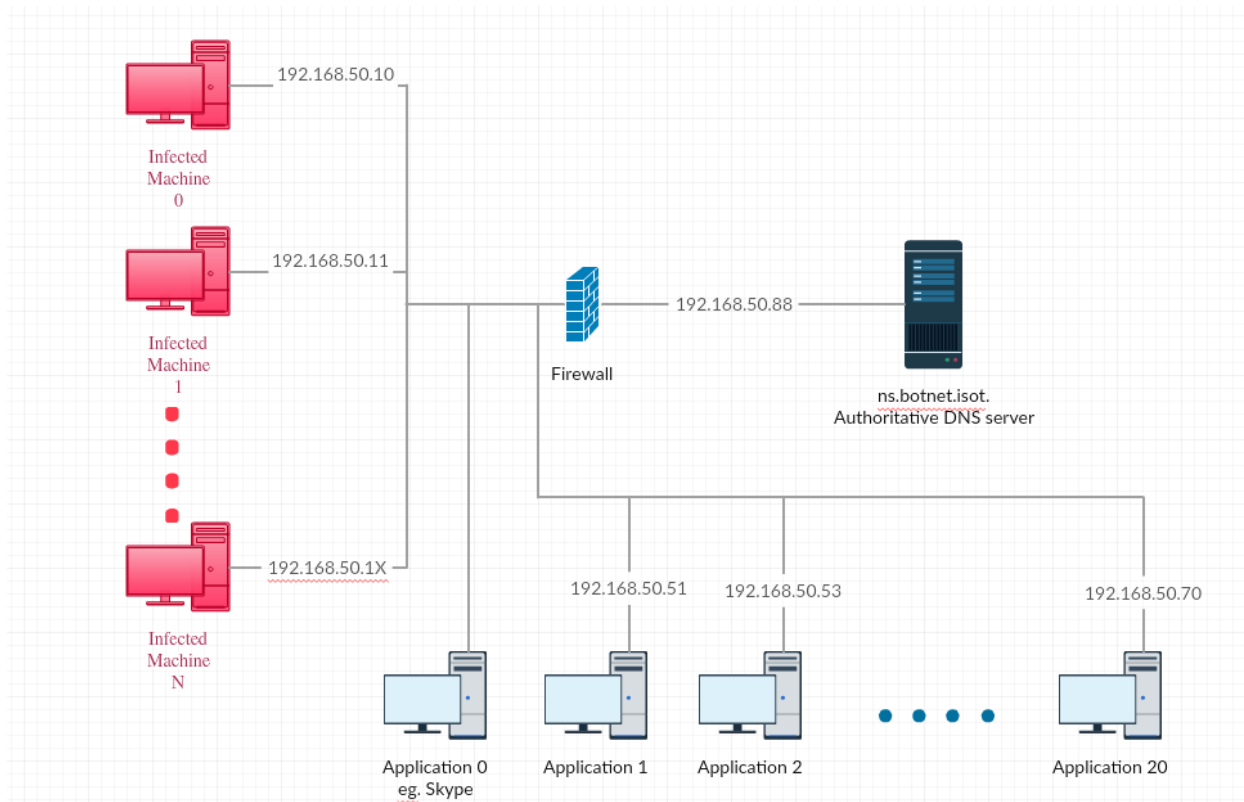 192.168.50.10
Infected
Machine
0
192.168.50.11
Infected
Machine
1
192.168.50.88
Firewall
ns.botnet.isot.
Authoritative DNS server
192.168.50.1X
Infected
Machine
N
192.168.50.51
192.168.50.53
192.168.50.70
Application 0
eg. Skype
Application 1
Application 2
Application 20